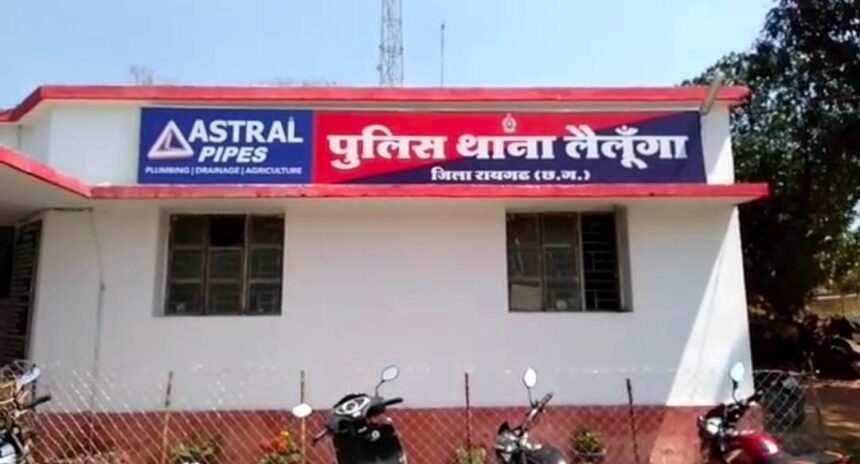 ASTRAL
PIPES
PLUMBING | DRAINAGE | AGRICULTURE
पुलिस थाना लैलूँगा
जिला रायगढ (छ.ग.)